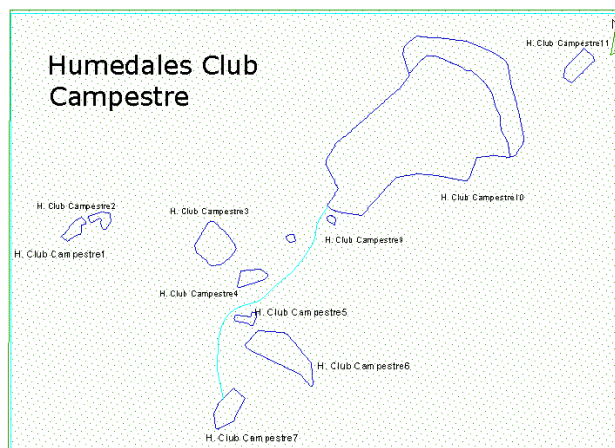 N
H. Club Campestre11
Humedales Club
Campestre
H. Club Campestre10
H. Club Campestre2
H. Club Campestre3
H. Club Campestre9
H. Club Campestre1
H. Club Campestre4
H. Club Campestre5
H. Club Campestre6
H. Club Campestre7